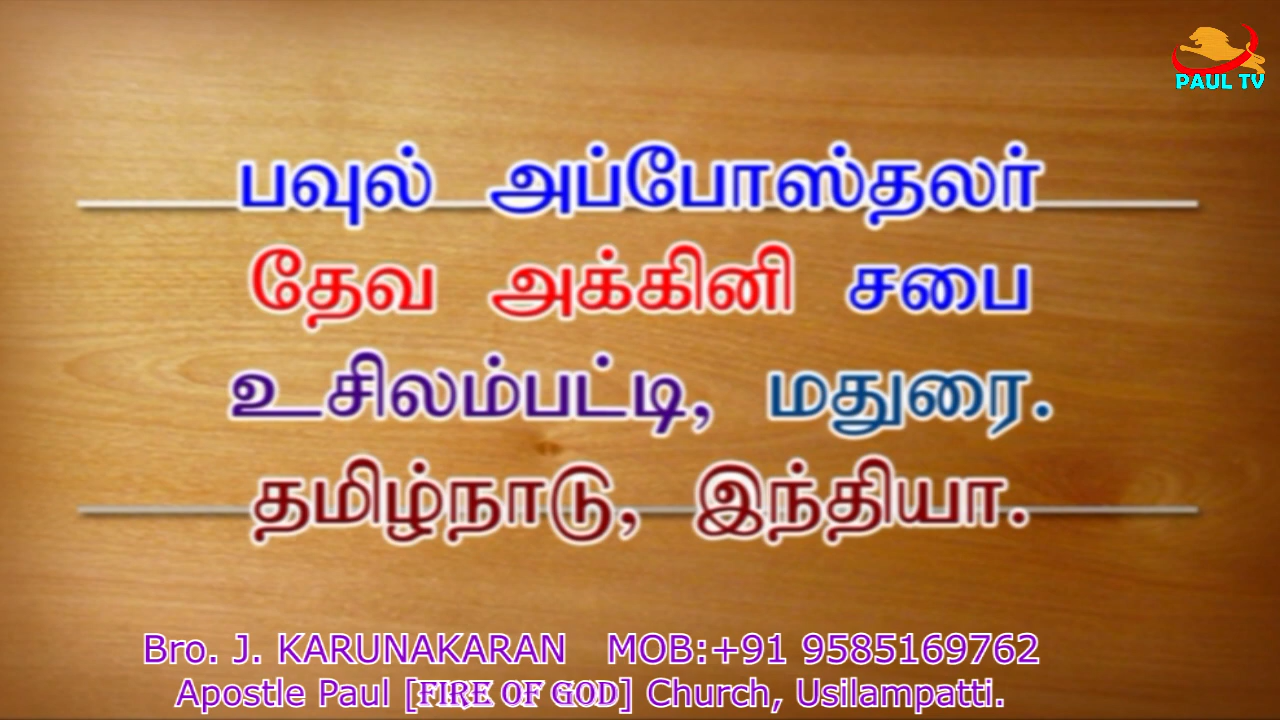 PAUL TV
பவுல் அப்போஸ்தலர்
தேவ அக்கினி சபை
உசிலம்பட்டி, மதுரை.
தமிழ்நாடு, இந்தியா.
Bro. J. KARUNAKARAN MOB:+91 9585169762
Apostle Paul [FIRE OF GOD] Church, Usilampatti.